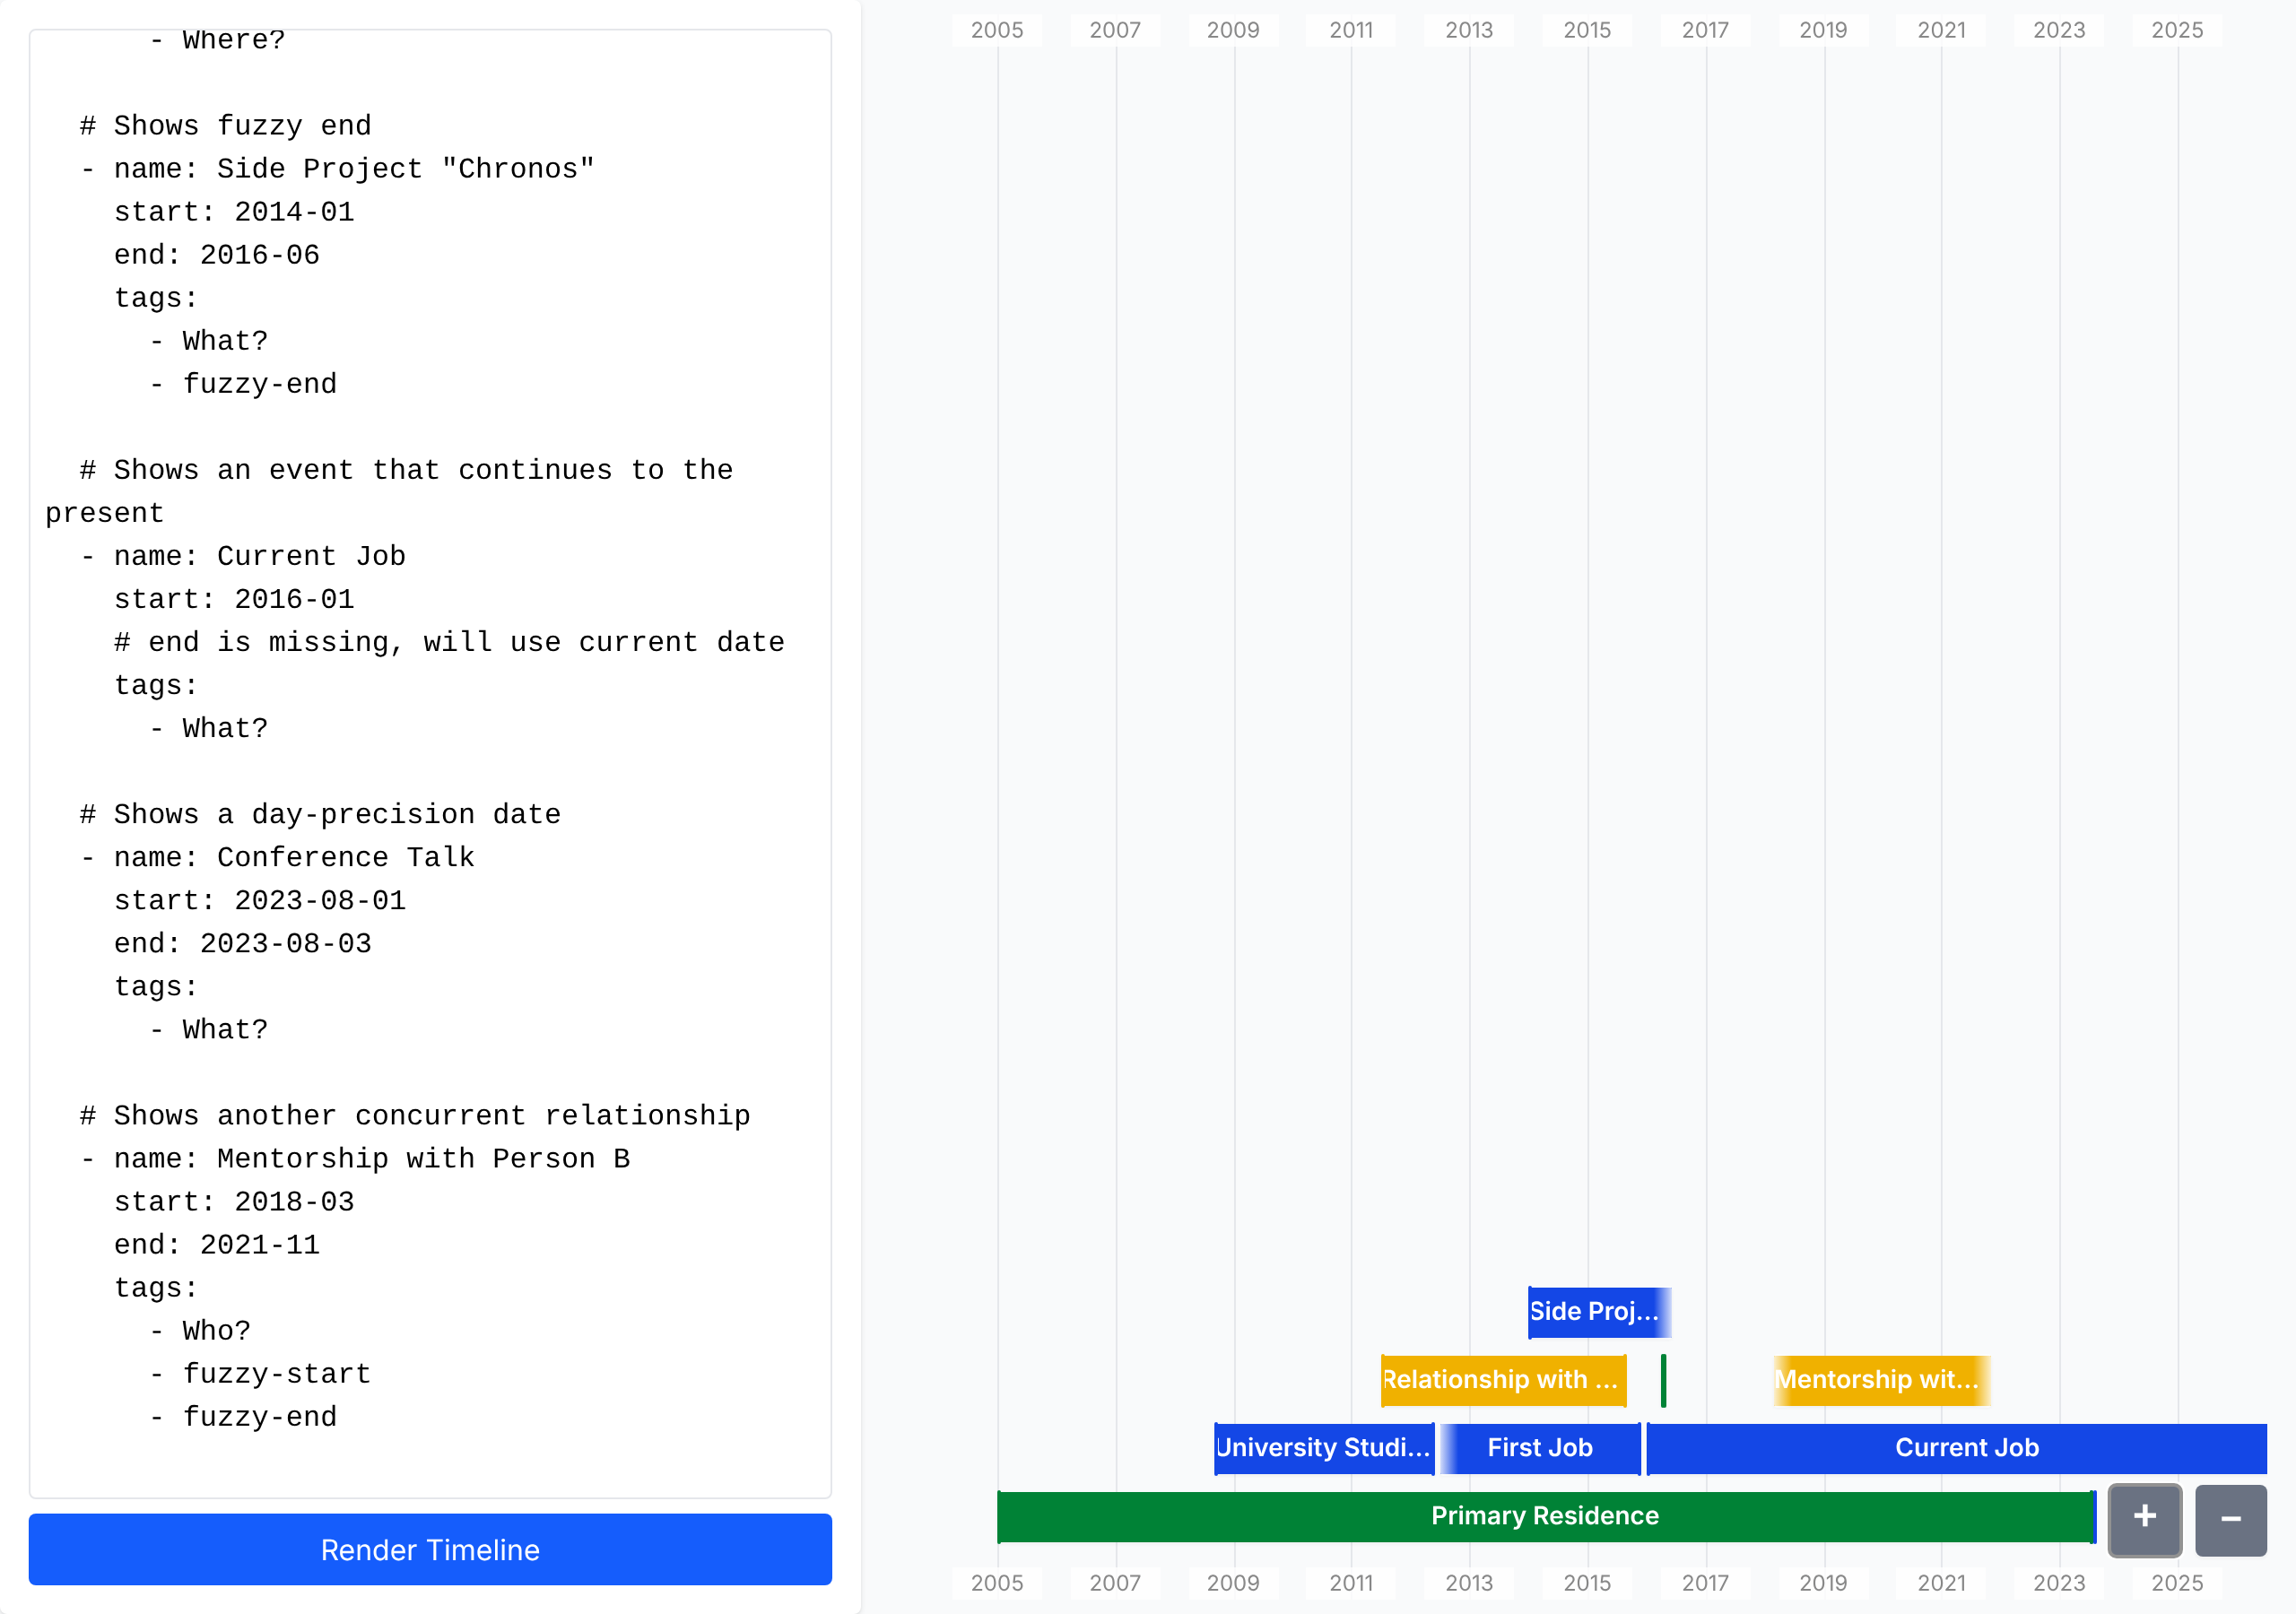 - Where?
# Shows fuzzy end
- name: Side Project "Chronos"
start: 2014-01
end: 2016-06
tags:
- What?
- fuzzy-end
# Shows an event that continues to the
present
- name: Current Job
start: 2016-01
# end is missing, will use current date
tags:
- What?
# Shows a day-precision date
- name: Conference Talk
start: 2023-08-01
end: 2023-08-03
tags:
- What?
# Shows another concurrent relationship
- name: Mentorship with Person B
start: 2018-03
end: 2021-11
tags:
- Who?
- fuzzy-start
- fuzzy-end
Render Timeline
2005 2007 2009 2011 2013 2015 2017 2019 2021 2023 2025
Side Proj...
Relationship with ... Mentorship wit...
University Studi... First Job Current Job
Primary Residence + −
2005 2007 2009 2011 2013 2015 2017 2019 2021 2023 2025